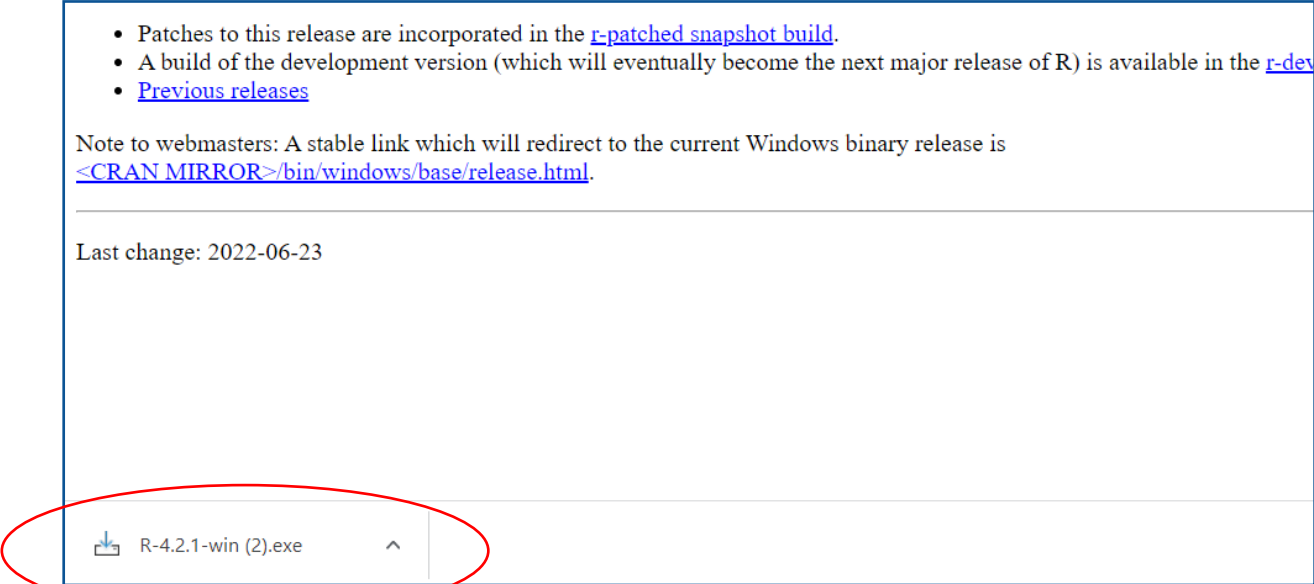 Patches to this release are incorporated in the r-patched snapshot build.
A build of the development version (which will eventually become the next major release of R) is available in the r-dev
Previous releases
Note to webmasters: A stable link which will redirect to the current Windows binary release is
<CRAN MIRROR>/bin/windows/base/release.html.
Last change: 2022-06-23
R-4.2.1-win (2).exe